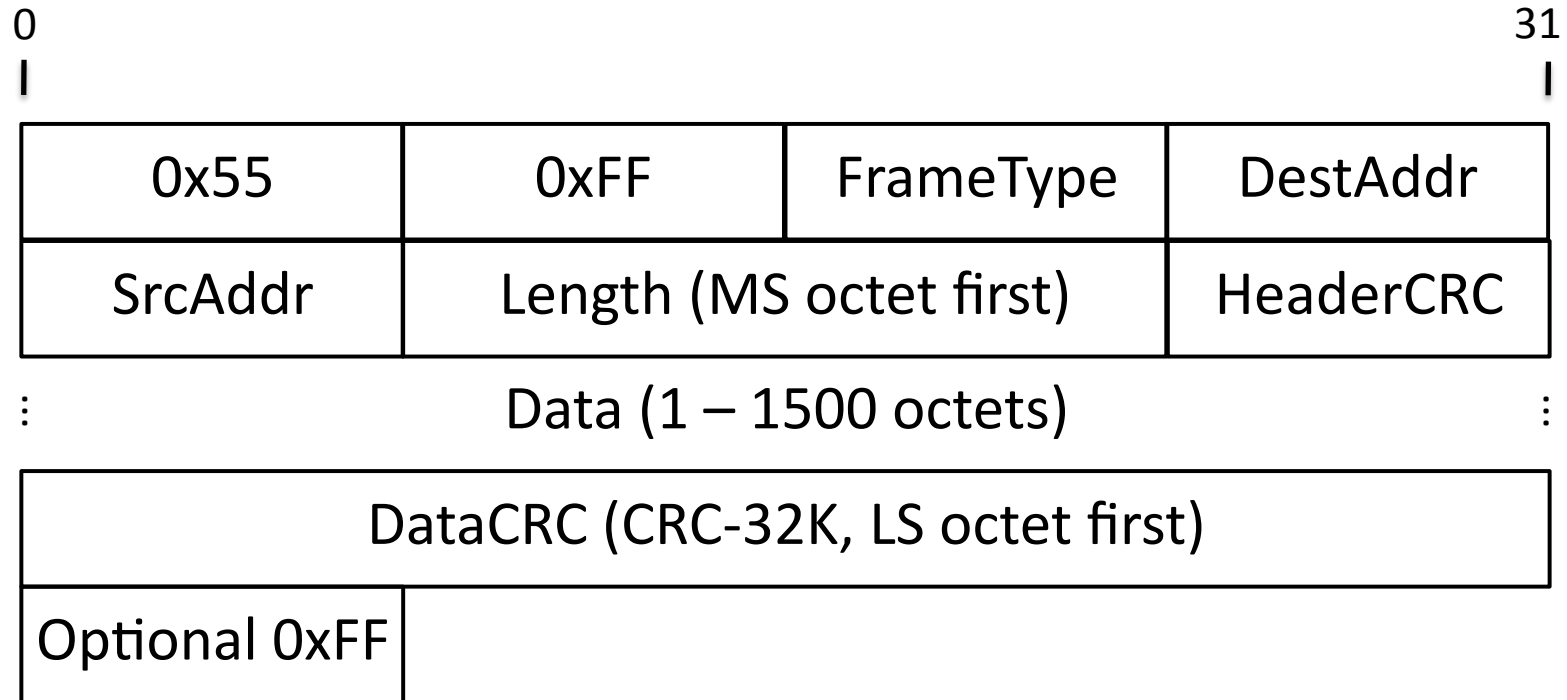 0 31
0x55 0xFF FrameType DestAddr
SrcAddr Length (MS octet first) HeaderCRC
⋮ Data (1 – 1500 octets) ⋮
DataCRC (CRC-32K, LS octet first)
Optional 0xFF